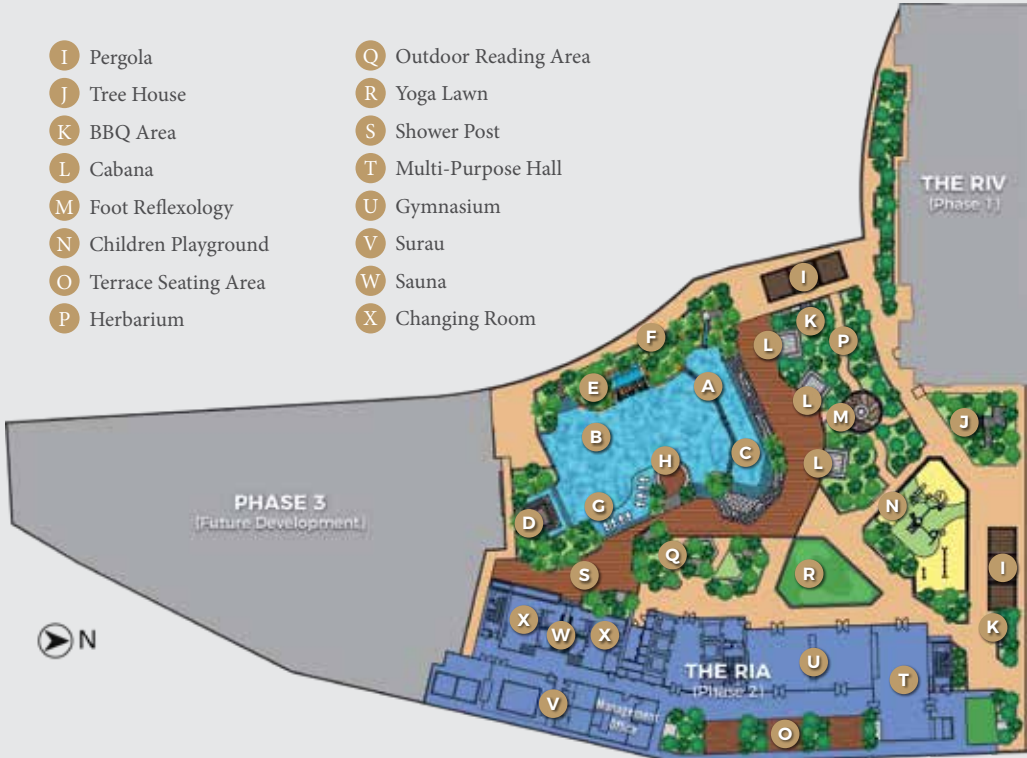 I Pergola
J Tree House
K BBQ Area
L Cabana
M Foot Reflexology
N Children Playground
O Terrace Seating Area
P Herbarium
Q Outdoor Reading Area
R Yoga Lawn
S Shower Post
T Multi-Purpose Hall
U Gymnasium
V Surau
W Sauna
X Changing Room
THE RIV
(Phase 1)
I
K
F
L
P
A
E
L
M
J
B
C
H
L
G
N
D
PHASE 3
(Future Development)
Q
I
S
R
X
W
X
K
N
THE RIA
(Phase 2)
U
T
V
Management
Office
O